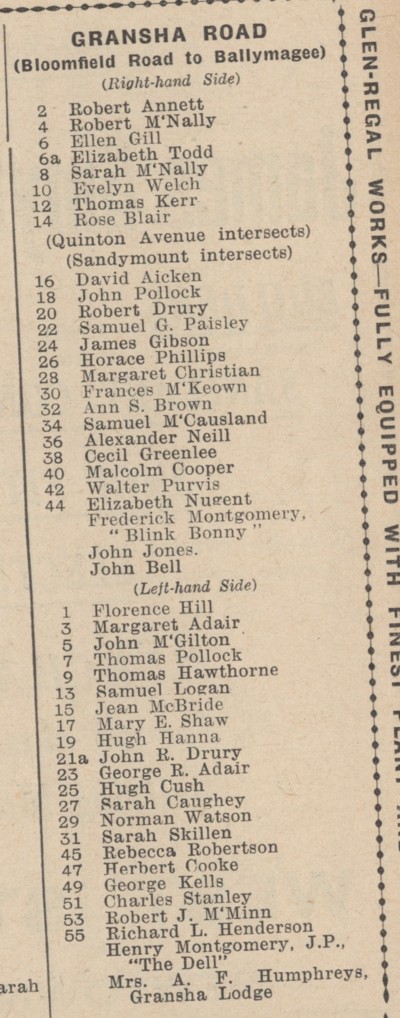 GRANSHA ROAD
(Bloomfield Road to Ballymagee)
(Right-hand Side)
2 Robert Annett
4 Robert M'Nally
6 Ellen Gill
6a Elizabeth Todd
8 Sarah M'Nally
10 Evelyn Welch
12 Thomas Kerr
14 Rose Blair
(Quinton Avenue intersects)
(Sandymount intersects)
16 David Aicken
18 John Pollock
20 Robert Drury
22 Samuel G. Paisley
24 James Gibson
26 Horace Phillips
28 Margaret Christian
30 Frances M'Keown
32 Ann S. Brown
34 Samuel M'Causland
36 Alexander Neill
38 Cecil Greenlee
40 Malcolm Cooper
42 Walter Purvis
44 Elizabeth Nugent
Frederick Montgomery,
"Blink Bonny"
John Jones.
John Bell
(Left-hand Side)
1 Florence Hill
3 Margaret Adair
5 John M'Gilton
7 Thomas Pollock
9 Thomas Hawthorne
13 Samuel Logan
15 Jean McBride
17 Mary E. Shaw
19 Hugh Hanna
21a John R. Drury
23 George R. Adair
25 Hugh Cush
27 Sarah Caughey
29 Norman Watson
31 Sarah Skillen
45 Rebecca Robertson
47 Herbert Cooke
49 George Kells
51 Charles Stanley
53 Robert J. M'Minn
55 Richard L. Henderson
Henry Montgomery, J.P.,
"The Dell"
Mrs. A. F. Humphreys,
Gransha Lodge
arah
GLEN-REGAL WORKS—FULLY EQUIPPED WITH FINEST PLANT